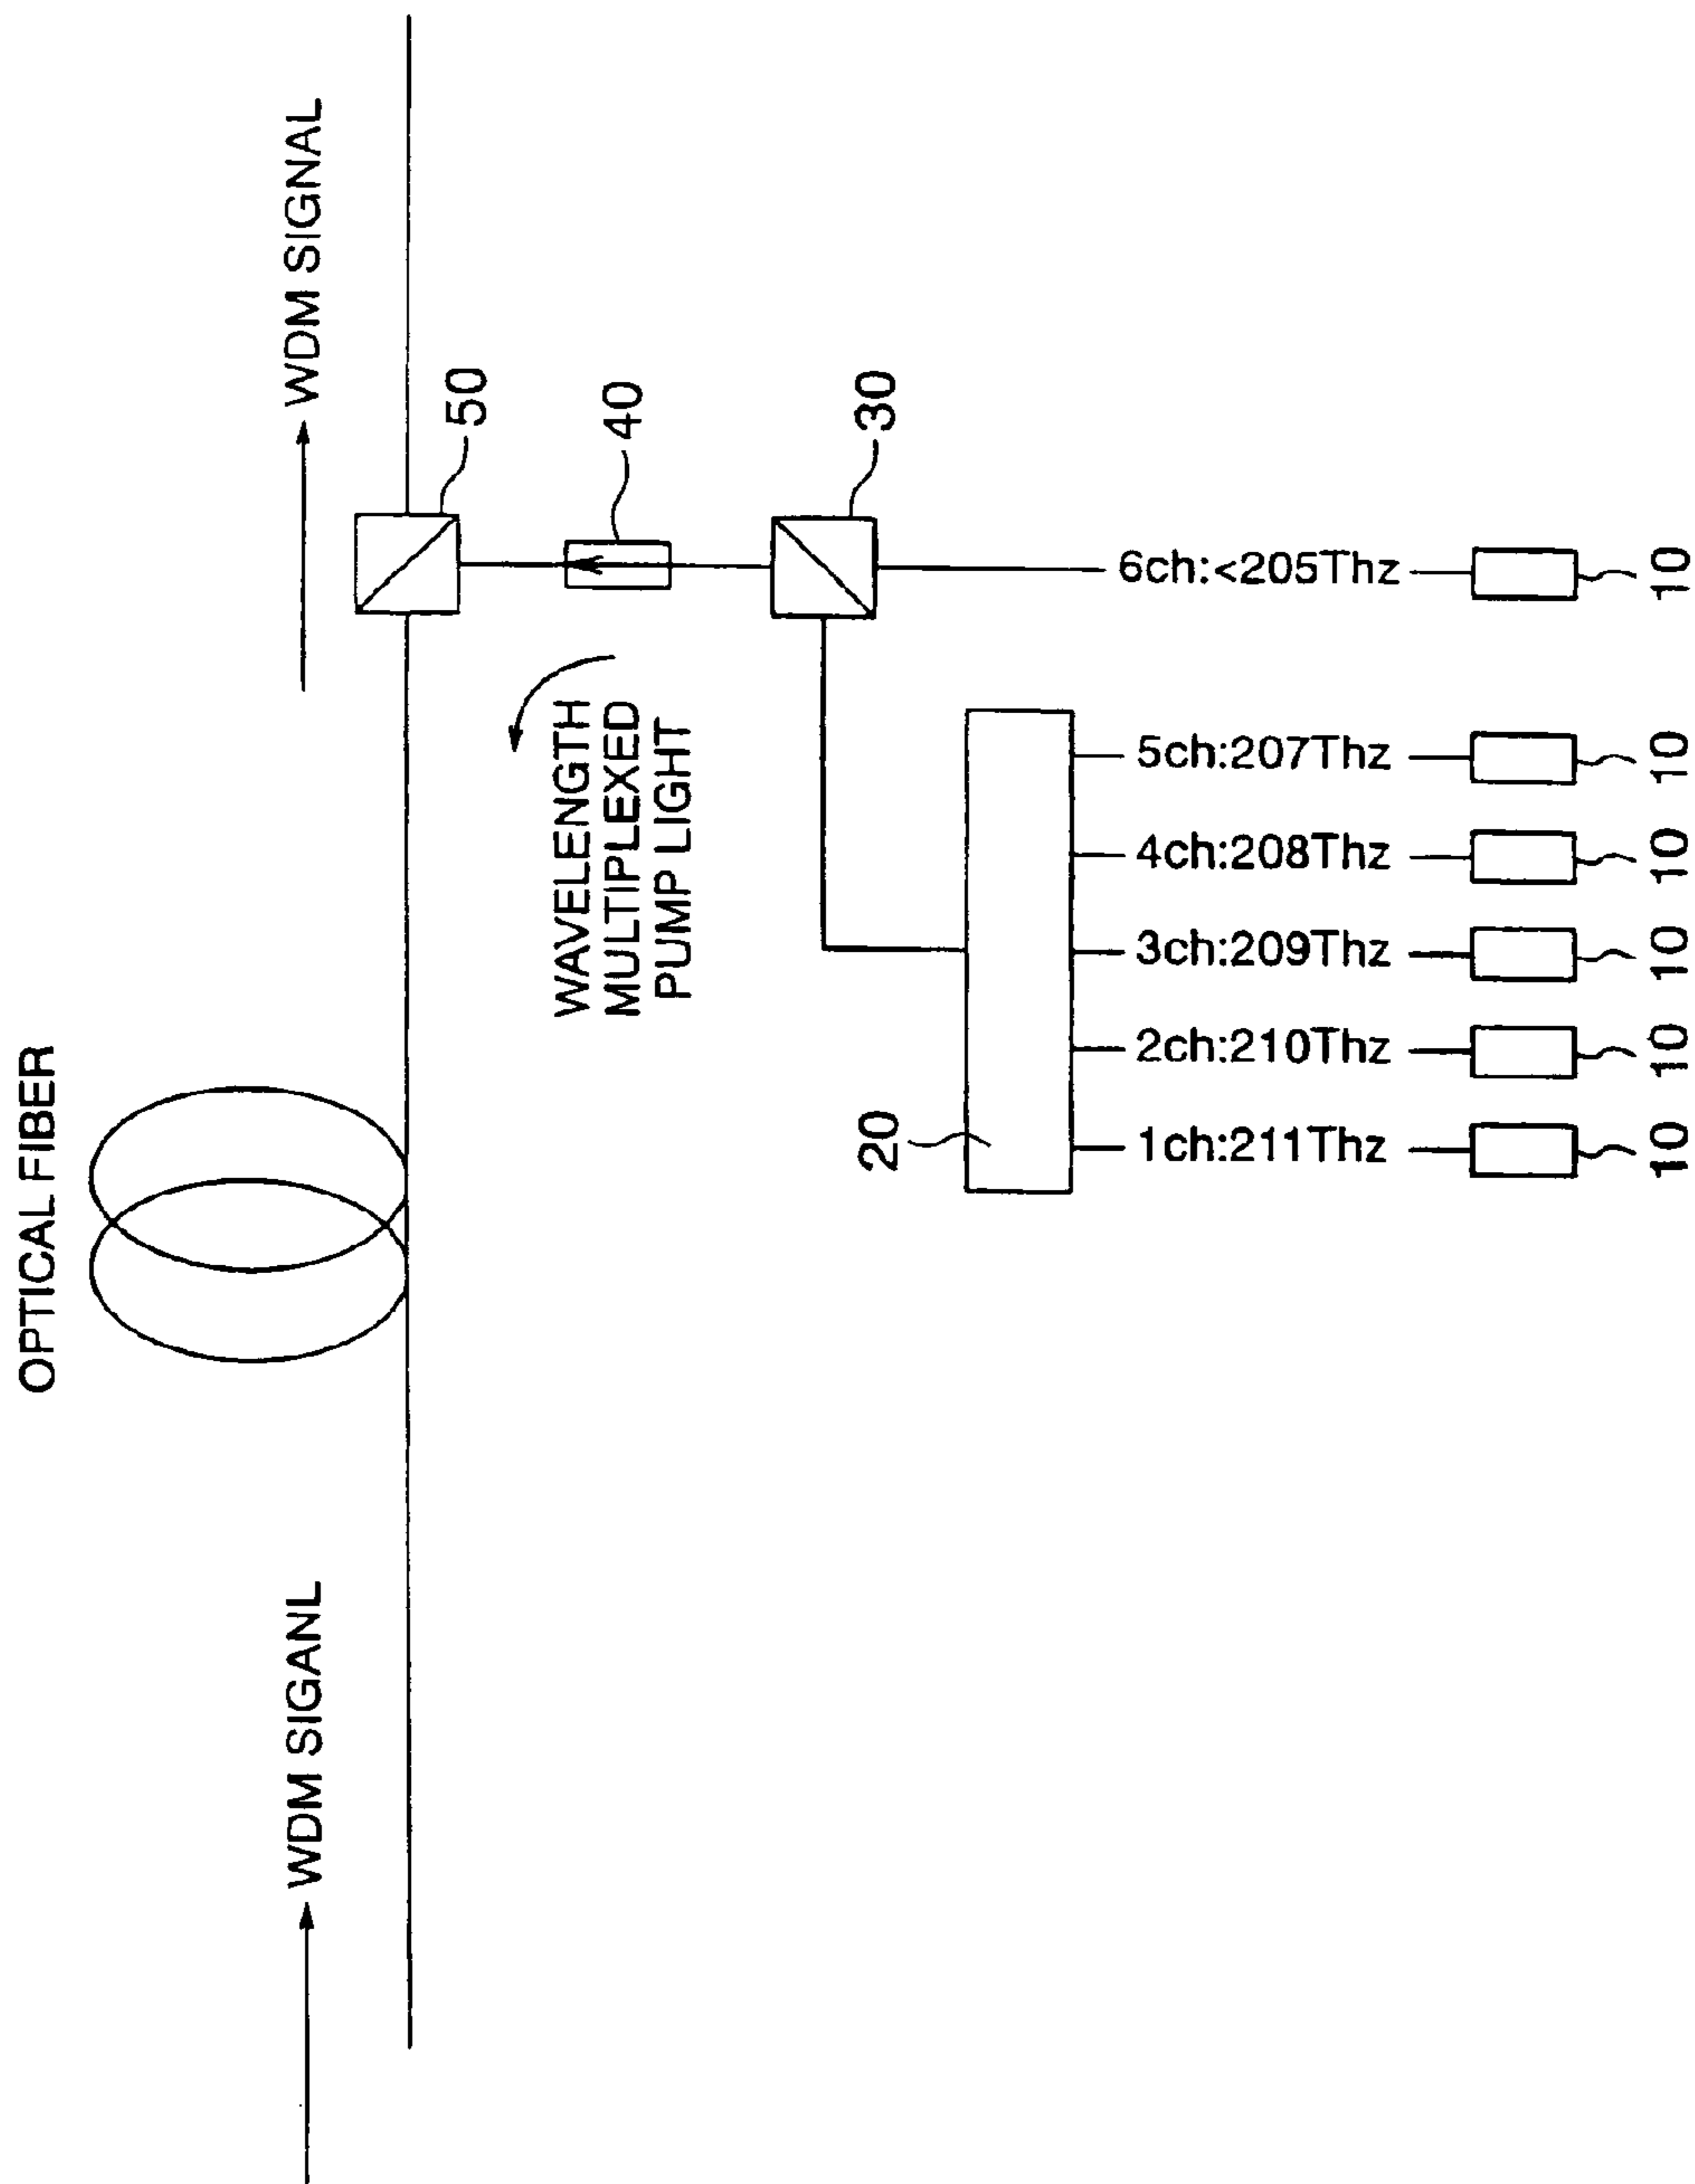 OPTICAL FIBER
WDM SIGANL
WDM SIGNAL
50
WAVELENGTH
MULTIPLEXED
PUMP LIGHT
40
30
20
1ch:211Thz
2ch:210Thz
3ch:209Thz
4ch:208Thz
5ch:207Thz
6ch:<205Thz
10
10
10
10
10
10